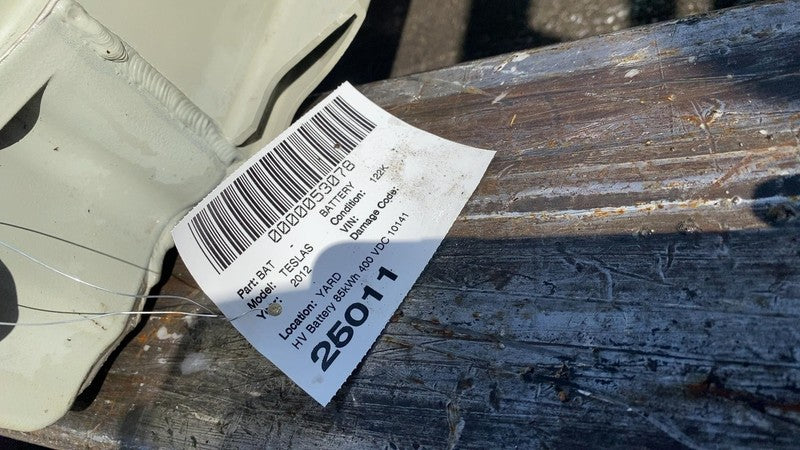 0000053078
Part: BAT - BATTERY
Model: TESLAS Condition: 122K
Year: 2012 VIN:
Damage Code:
Location: YARD
HV Battery 85kWh 400 VDC 10141
25011